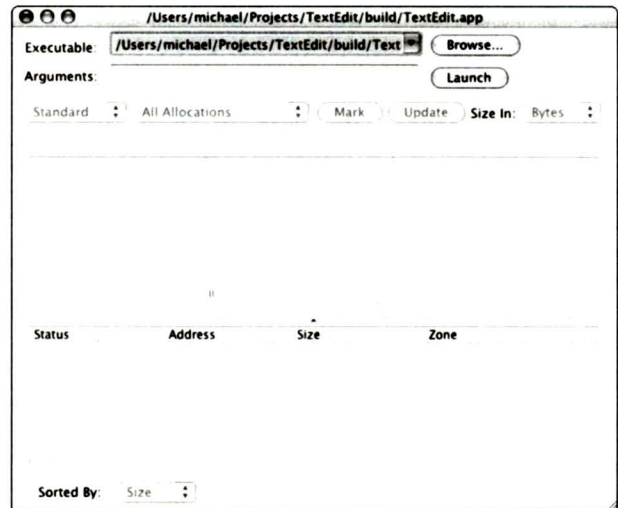 /Users/michael/Projects/TextEdit/build/TextEdit.app
Executable: /Users/michael/Projects/TextEdit/build/Text Browse...
Arguments: Launch
Standard All Allocations Mark Update Size In: Bytes
Status Address Size Zone
Sorted By: Size